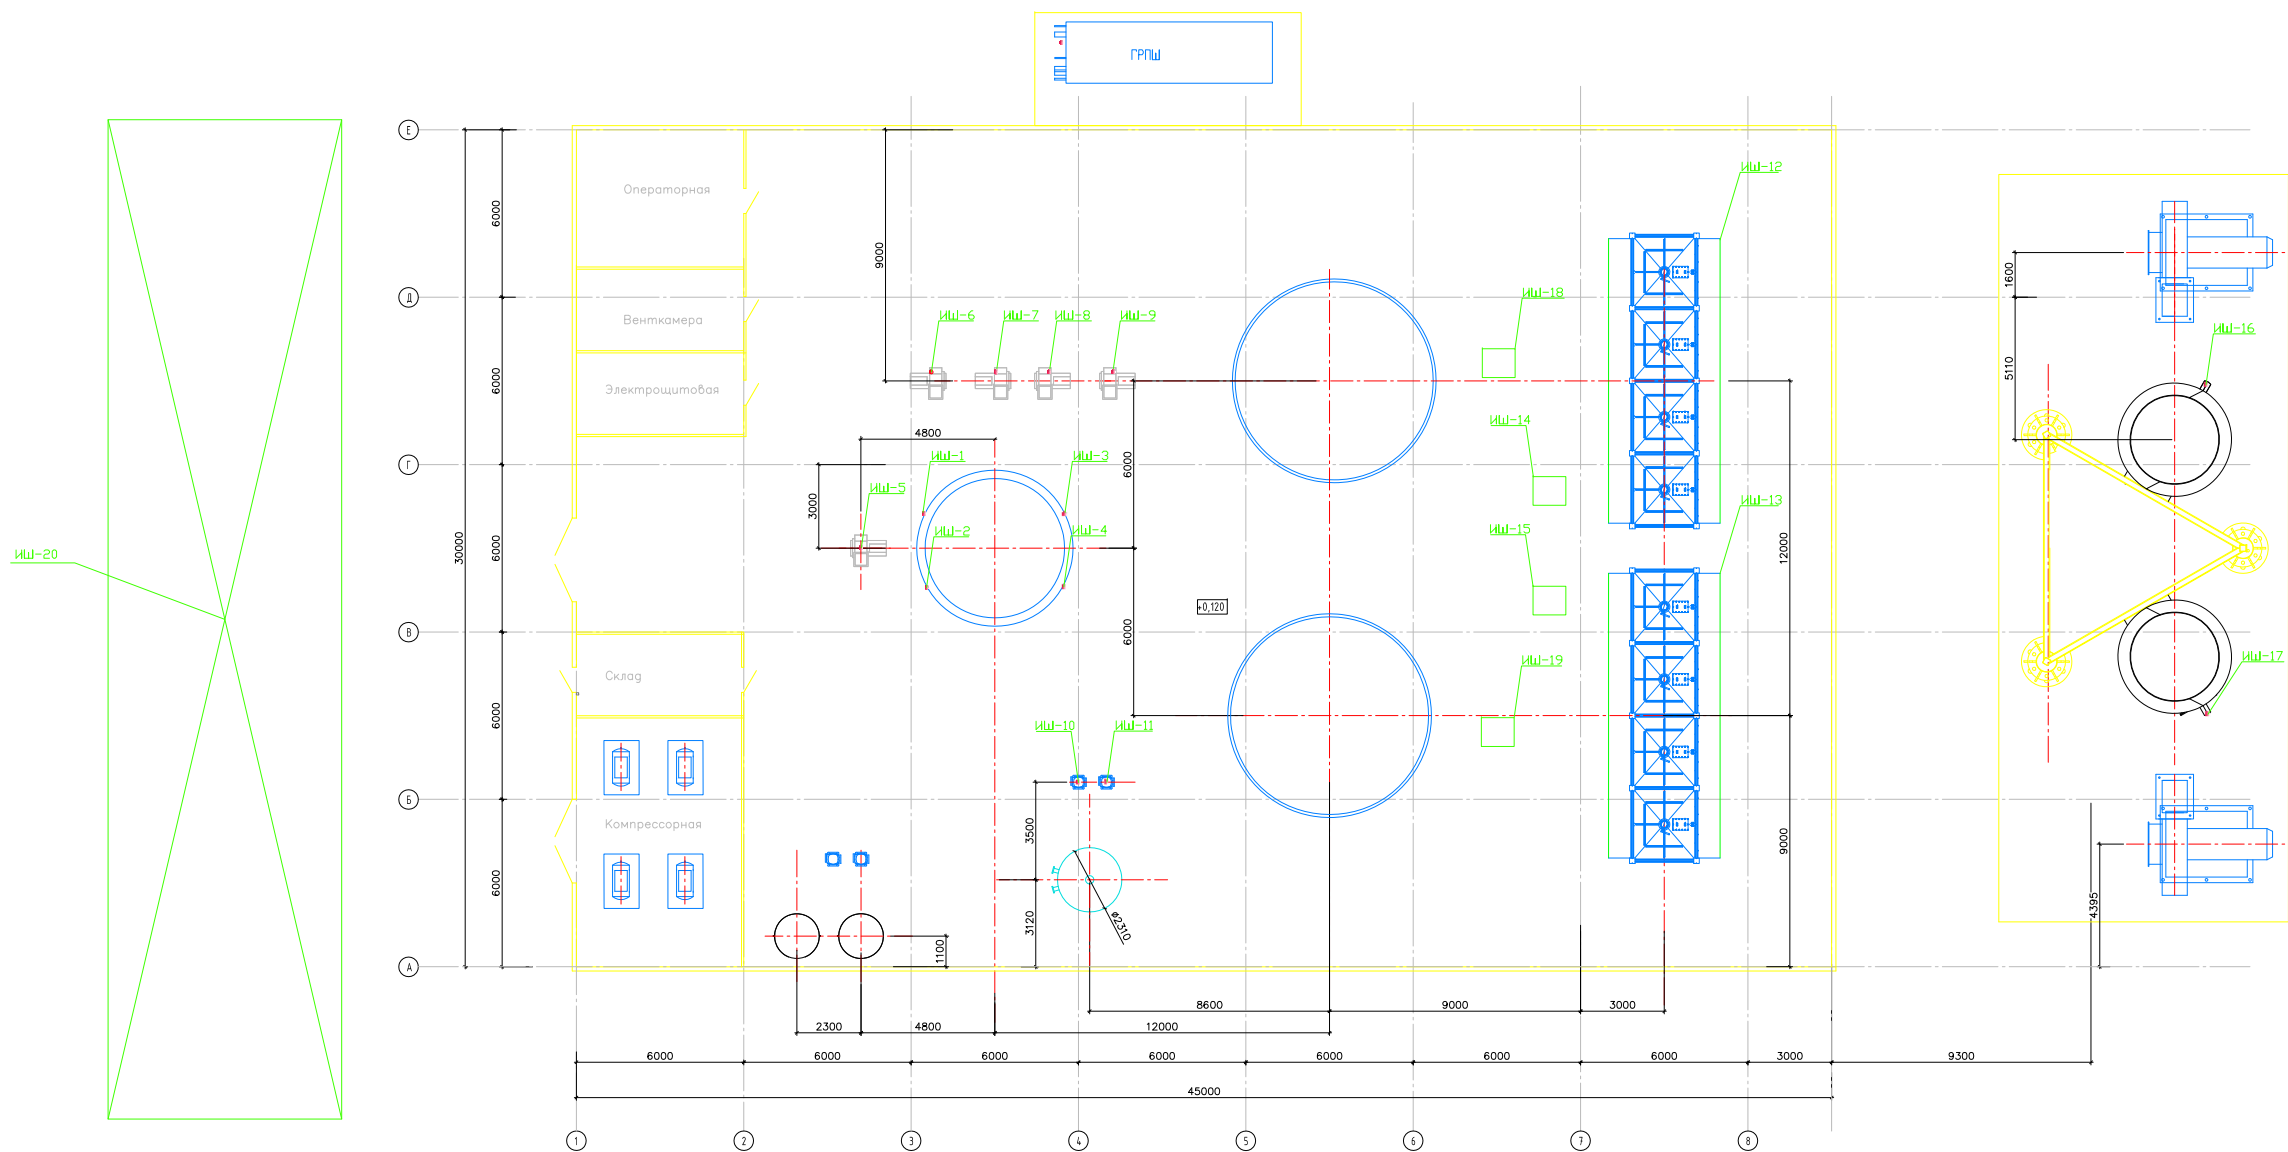 ГРПШ
Е
Операторная
ИШ-12
6000
9000
1600
Д
ИШ-18
Венткамера
ИШ-6
ИШ-7
ИШ-8
ИШ-9
ИШ-16
5110
6000
Электрощитовая
4800
ИШ-14
Г
ИШ-1
ИШ-3
6000
ИШ-5
3000
ИШ-13
ИШ-2
ИШ-4
ИШ-15
30000
6000
12000
ИШ-20
+0,120
В
6000
ИШ-19
ИШ-17
Склад
6000
ИШ-10
ИШ-11
Б
Компрессорная
3500
9000
6000
3120
⌀2310
4395
1100
А
8600
9000
3000
2300
4800
12000
6000
6000
6000
6000
6000
6000
6000
3000
9300
45000
1
2
3
4
5
6
7
8